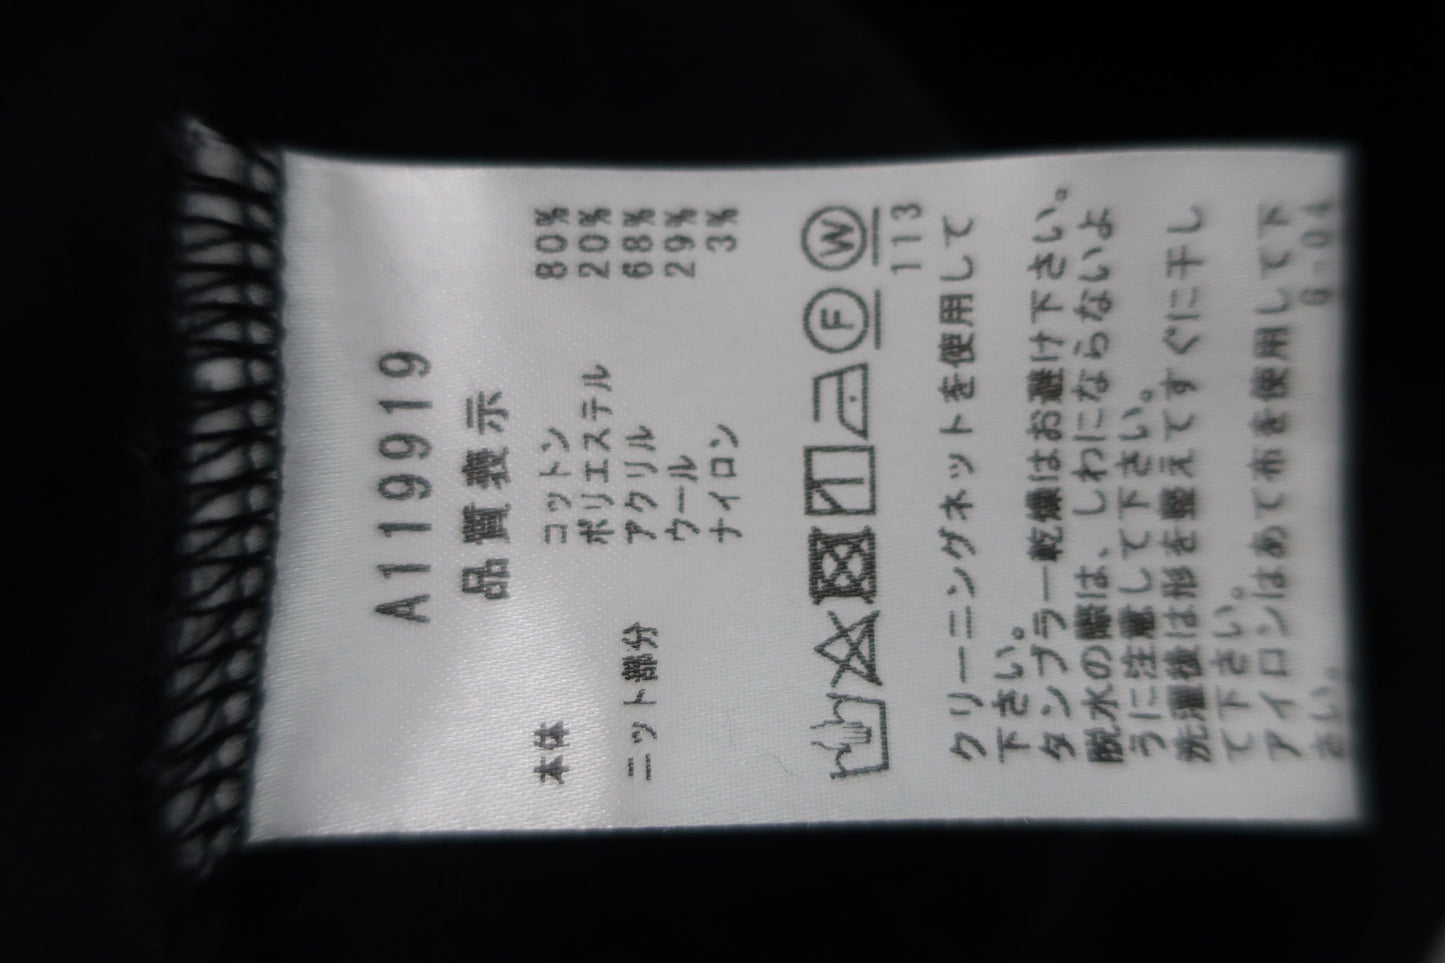 A1199919
品質表示
本体 コットン 80%
ポリエステル 20%
ニット部分 アクリル 68%
ウール 29%
ナイロン 3%
F W
113
クリーニングネットを使用して
下さい。
タンブラー乾燥はお避け下さい。
脱水の際は、しわにならないよ
うに注意して下さい。
洗濯後は形を整えてすぐに干し
て下さい。
アイロンはあて布を使用して下
さい。